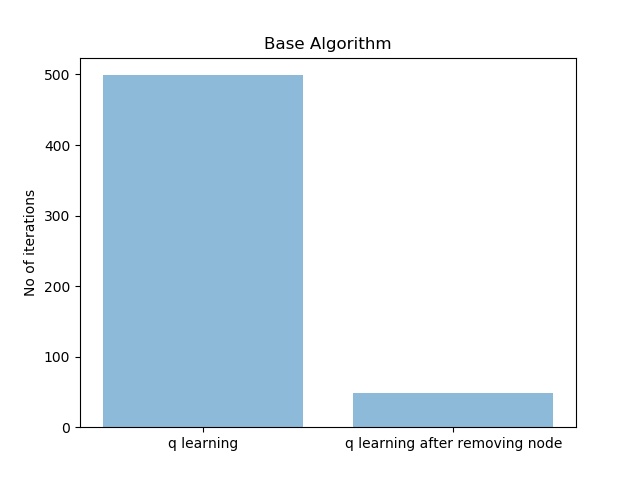 Base Algorithm
500
400
300
200
100
0
No of iterations
q learning
q learning after removing node